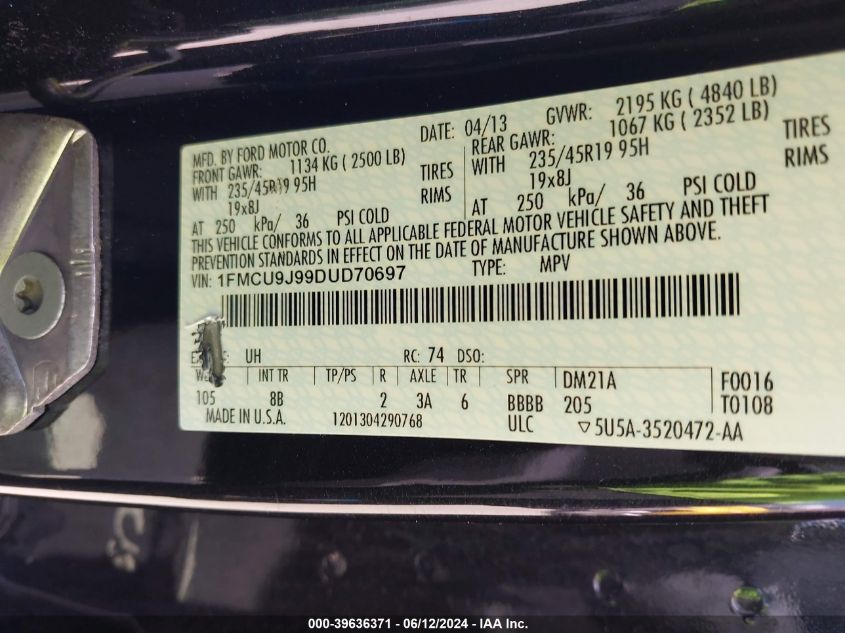 MFD. BY FORD MOTOR CO.
DATE: 04/13 GVWR: 2195 KG ( 4840 LB)
FRONT GAWR: 1134 KG ( 2500 LB) REAR GAWR: 1067 KG ( 2352 LB)
WITH 235/45R19 95H TIRES WITH 235/45R19 95H TIRES
19x8J RIMS 19x8J RIMS
AT 250 kPa/ 36 PSI COLD AT 250 kPa/ 36 PSI COLD
THIS VEHICLE CONFORMS TO ALL APPLICABLE FEDERAL MOTOR VEHICLE SAFETY AND THEFT
PREVENTION STANDARDS IN EFFECT ON THE DATE OF MANUFACTURE SHOWN ABOVE.
VIN: 1FMCU9J99DUD70697 TYPE: MPV
UH RC: 74 DSO:
INT TR TP/PS R AXLE TR SPR DM21A F0016
105 8B 2 3A 6 BBBB 205 T0108
MADE IN U.S.A. 1201304290768 ULC ▽5U5A-3520472-AA
000-39636371 - 06/12/2024 - IAA Inc.